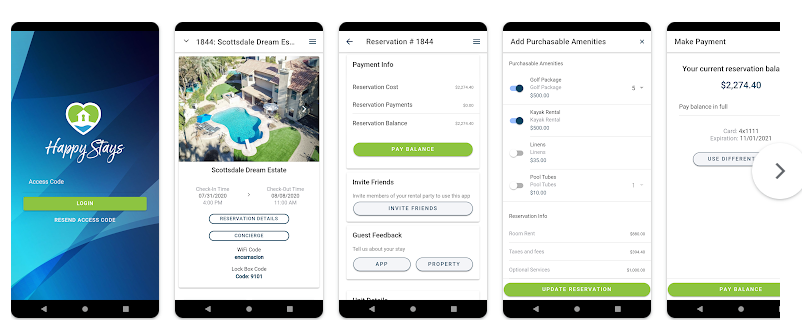 Happy Stays
Access Code
LOGIN
RESEND ACCESS CODE
1844: Scottsdale Dream Es...
Scottsdale Dream Estate
Check-In Time
Check-Out Time
07/31/2020
08/08/2020
4:00 PM
11:00 AM
RESERVATION DETAILS
CONCIERGE
WiFi Code
encarnacion
Lock Box Code
Code: 9101
Reservation # 1844
Payment Info
Reservation Cost
$2,274.40
Reservation Payments
$0.00
Reservation Balance
$2,274.40
PAY BALANCE
Invite Friends
Invite members of your rental party to use this app
INVITE FRIENDS
Guest Feedback
Tell us about your stay
APP
PROPERTY
Unit Details
Add Purchasable Amenities
Purchasable Amenities
Golf Package
Golf Package
$500.00
5
Kayak Rental
Kayak Rental
$500.00
Linens
Linens
$35.00
Pool Tubes
Pool Tubes
$10.00
1
Reservation Info
Room Rent
Taxes and fees
Optional Services
$1,000.00
UPDATE RESERVATION
Make Payment
Your current reservation bala
$2,274.40
Pay balance in full
Card: 4x1111
Expiration: 11/01/2021
USE DIFFERENT
PAY BALANCE